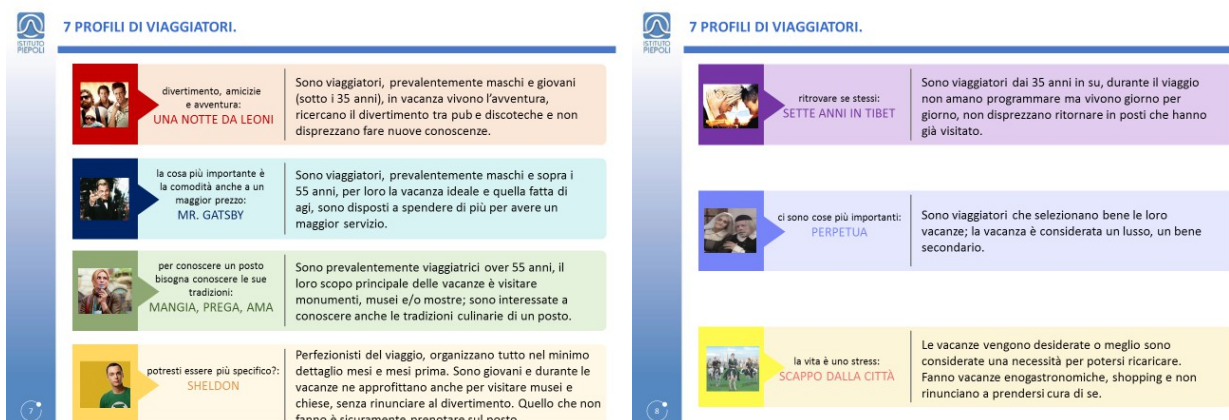 ISTITUTO
PIEPOLI
7 PROFILI DI VIAGGIATORI.
divertimento, amicizie
e avventura:
UNA NOTTE DA LEONI
Sono viaggiatori, prevalentemente maschi e giovani
(sotto i 35 anni), in vacanza vivono l'avventura,
ricercano il divertimento tra pub e discoteche e non
disprezzano fare nuove conoscenze.
la cosa più importante è
la comodità anche a un
maggior prezzo:
MR. GATSBY
Sono viaggiatori, prevalentemente maschi e sopra i
55 anni, per loro la vacanza ideale e quella fatta di
agi, sono disposti a spendere di più per avere un
maggior servizio.
per conoscere un posto
bisogna conoscere le sue
tradizioni:
MANGIA, PREGA, AMA
Sono prevalentemente viaggiatrici over 55 anni, il
loro scopo principale delle vacanze è visitare
monumenti, musei e/o mostre; sono interessate a
conoscere anche le tradizioni culinarie di un posto.
potresti essere più specifico?:
SHELDON
Perfezionisti del viaggio, organizzano tutto nel minimo
dettaglio mesi e mesi prima. Sono giovani e durante le
vacanze ne approfittano anche per visitare musei e
chiese, senza rinunciare al divertimento. Quello che non
fanno è sicuramente prenotare sul posto.
7
ISTITUTO
PIEPOLI
7 PROFILI DI VIAGGIATORI.
ritrovare se stessi:
SETTE ANNI IN TIBET
Sono viaggiatori dai 35 anni in su, durante il viaggio
non amano programmare ma vivono giorno per
giorno, non disprezzano ritornare in posti che hanno
già visitato.
ci sono cose più importanti:
PERPETUA
Sono viaggiatori che selezionano bene le loro
vacanze; la vacanza è considerata un lusso, un bene
secondario.
la vita è uno stress:
SCAPPO DALLA CITTÀ
Le vacanze vengono desiderate o meglio sono
considerate una necessità per potersi ricaricare.
Fanno vacanze enogastronomiche, shopping e non
rinunciano a prendersi cura di se.
8